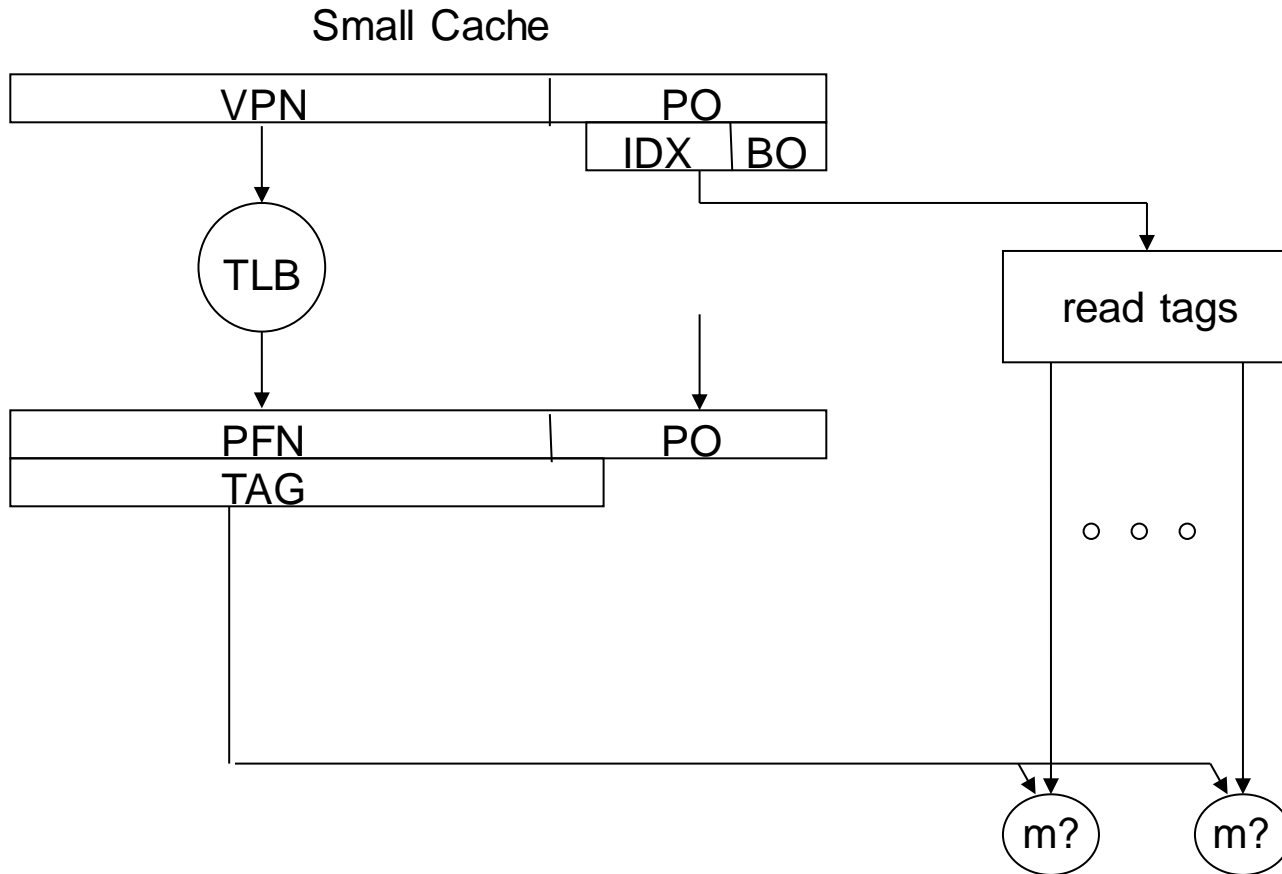 Small Cache
VPN PO
IDX BO
TLB
read tags
PFN PO
TAG
m? m?